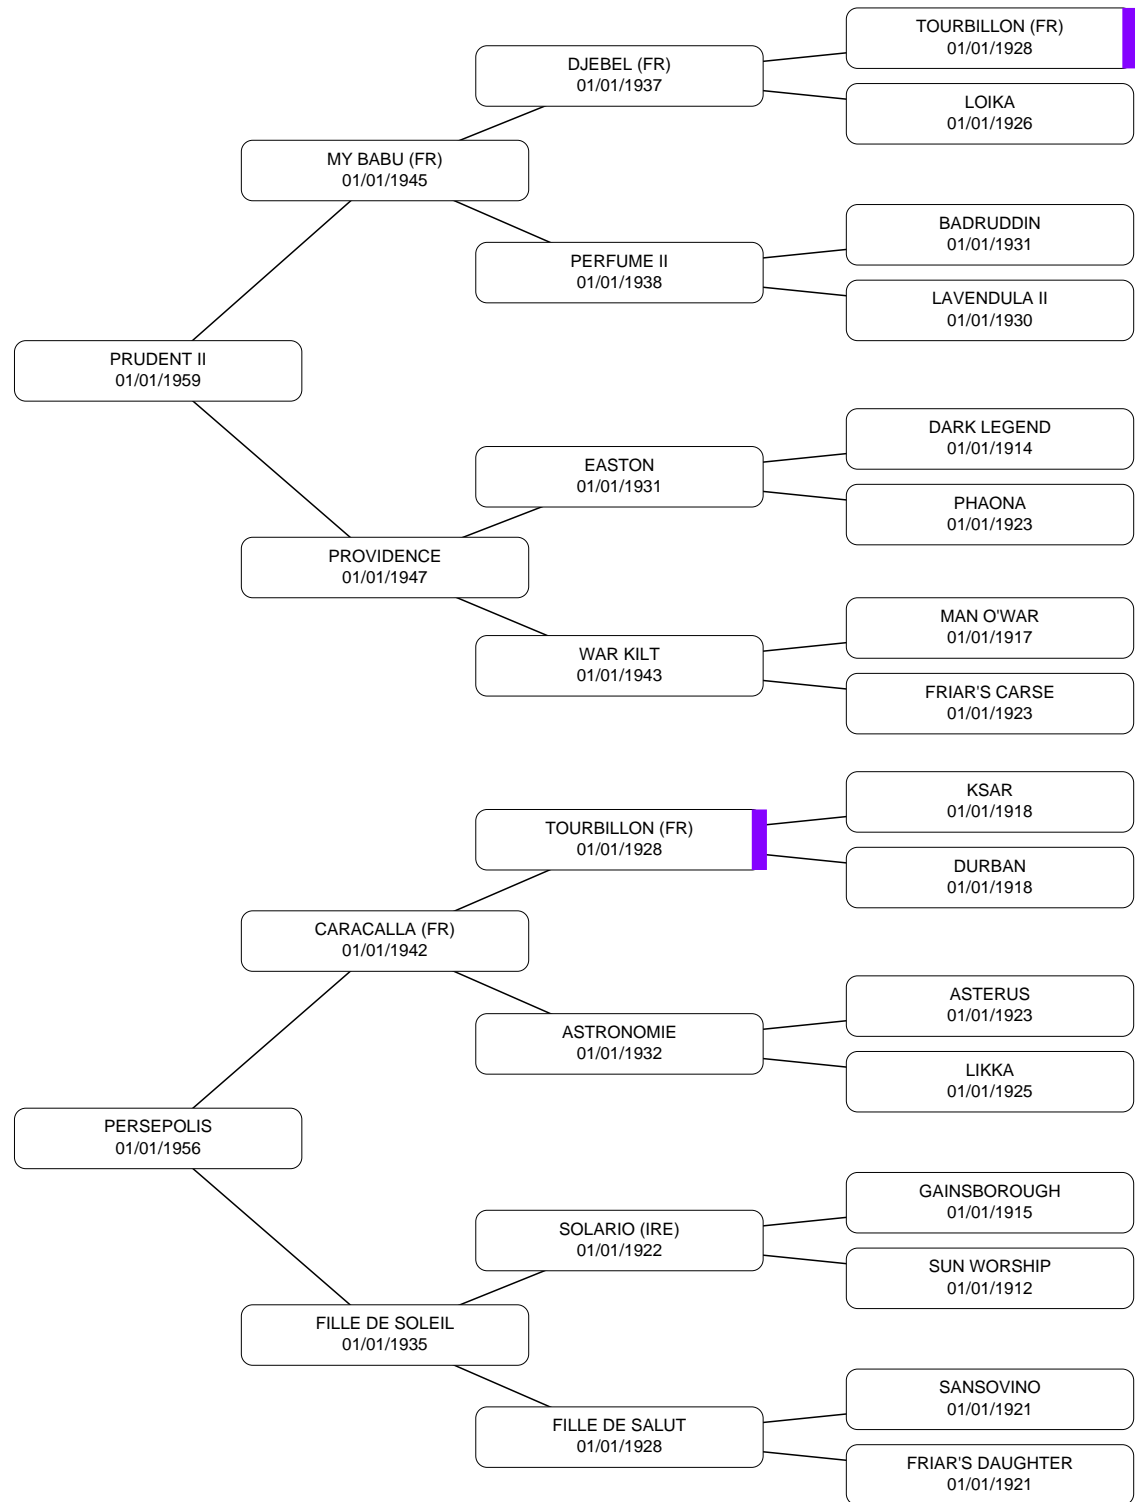 TOURBILLON (FR)
01/01/1928
DJEBEL (FR)
01/01/1937
LOIKA
01/01/1926
MY BABU (FR)
01/01/1945
BADRUDDIN
01/01/1931
PERFUME II
01/01/1938
LAVENDULA II
01/01/1930
PRUDENT II
01/01/1959
DARK LEGEND
01/01/1914
EASTON
01/01/1931
PHAONA
01/01/1923
PROVIDENCE
01/01/1947
MAN O'WAR
01/01/1917
WAR KILT
01/01/1943
FRIAR'S CARSE
01/01/1923
KSAR
01/01/1918
TOURBILLON (FR)
01/01/1928
DURBAN
01/01/1918
CARACALLA (FR)
01/01/1942
ASTERUS
01/01/1923
ASTRONOMIE
01/01/1932
LIKKA
01/01/1925
PERSEPOLIS
01/01/1956
GAINSBOROUGH
01/01/1915
SOLARIO (IRE)
01/01/1922
SUN WORSHIP
01/01/1912
FILLE DE SOLEIL
01/01/1935
SANSOVINO
01/01/1921
FILLE DE SALUT
01/01/1928
FRIAR'S DAUGHTER
01/01/1921